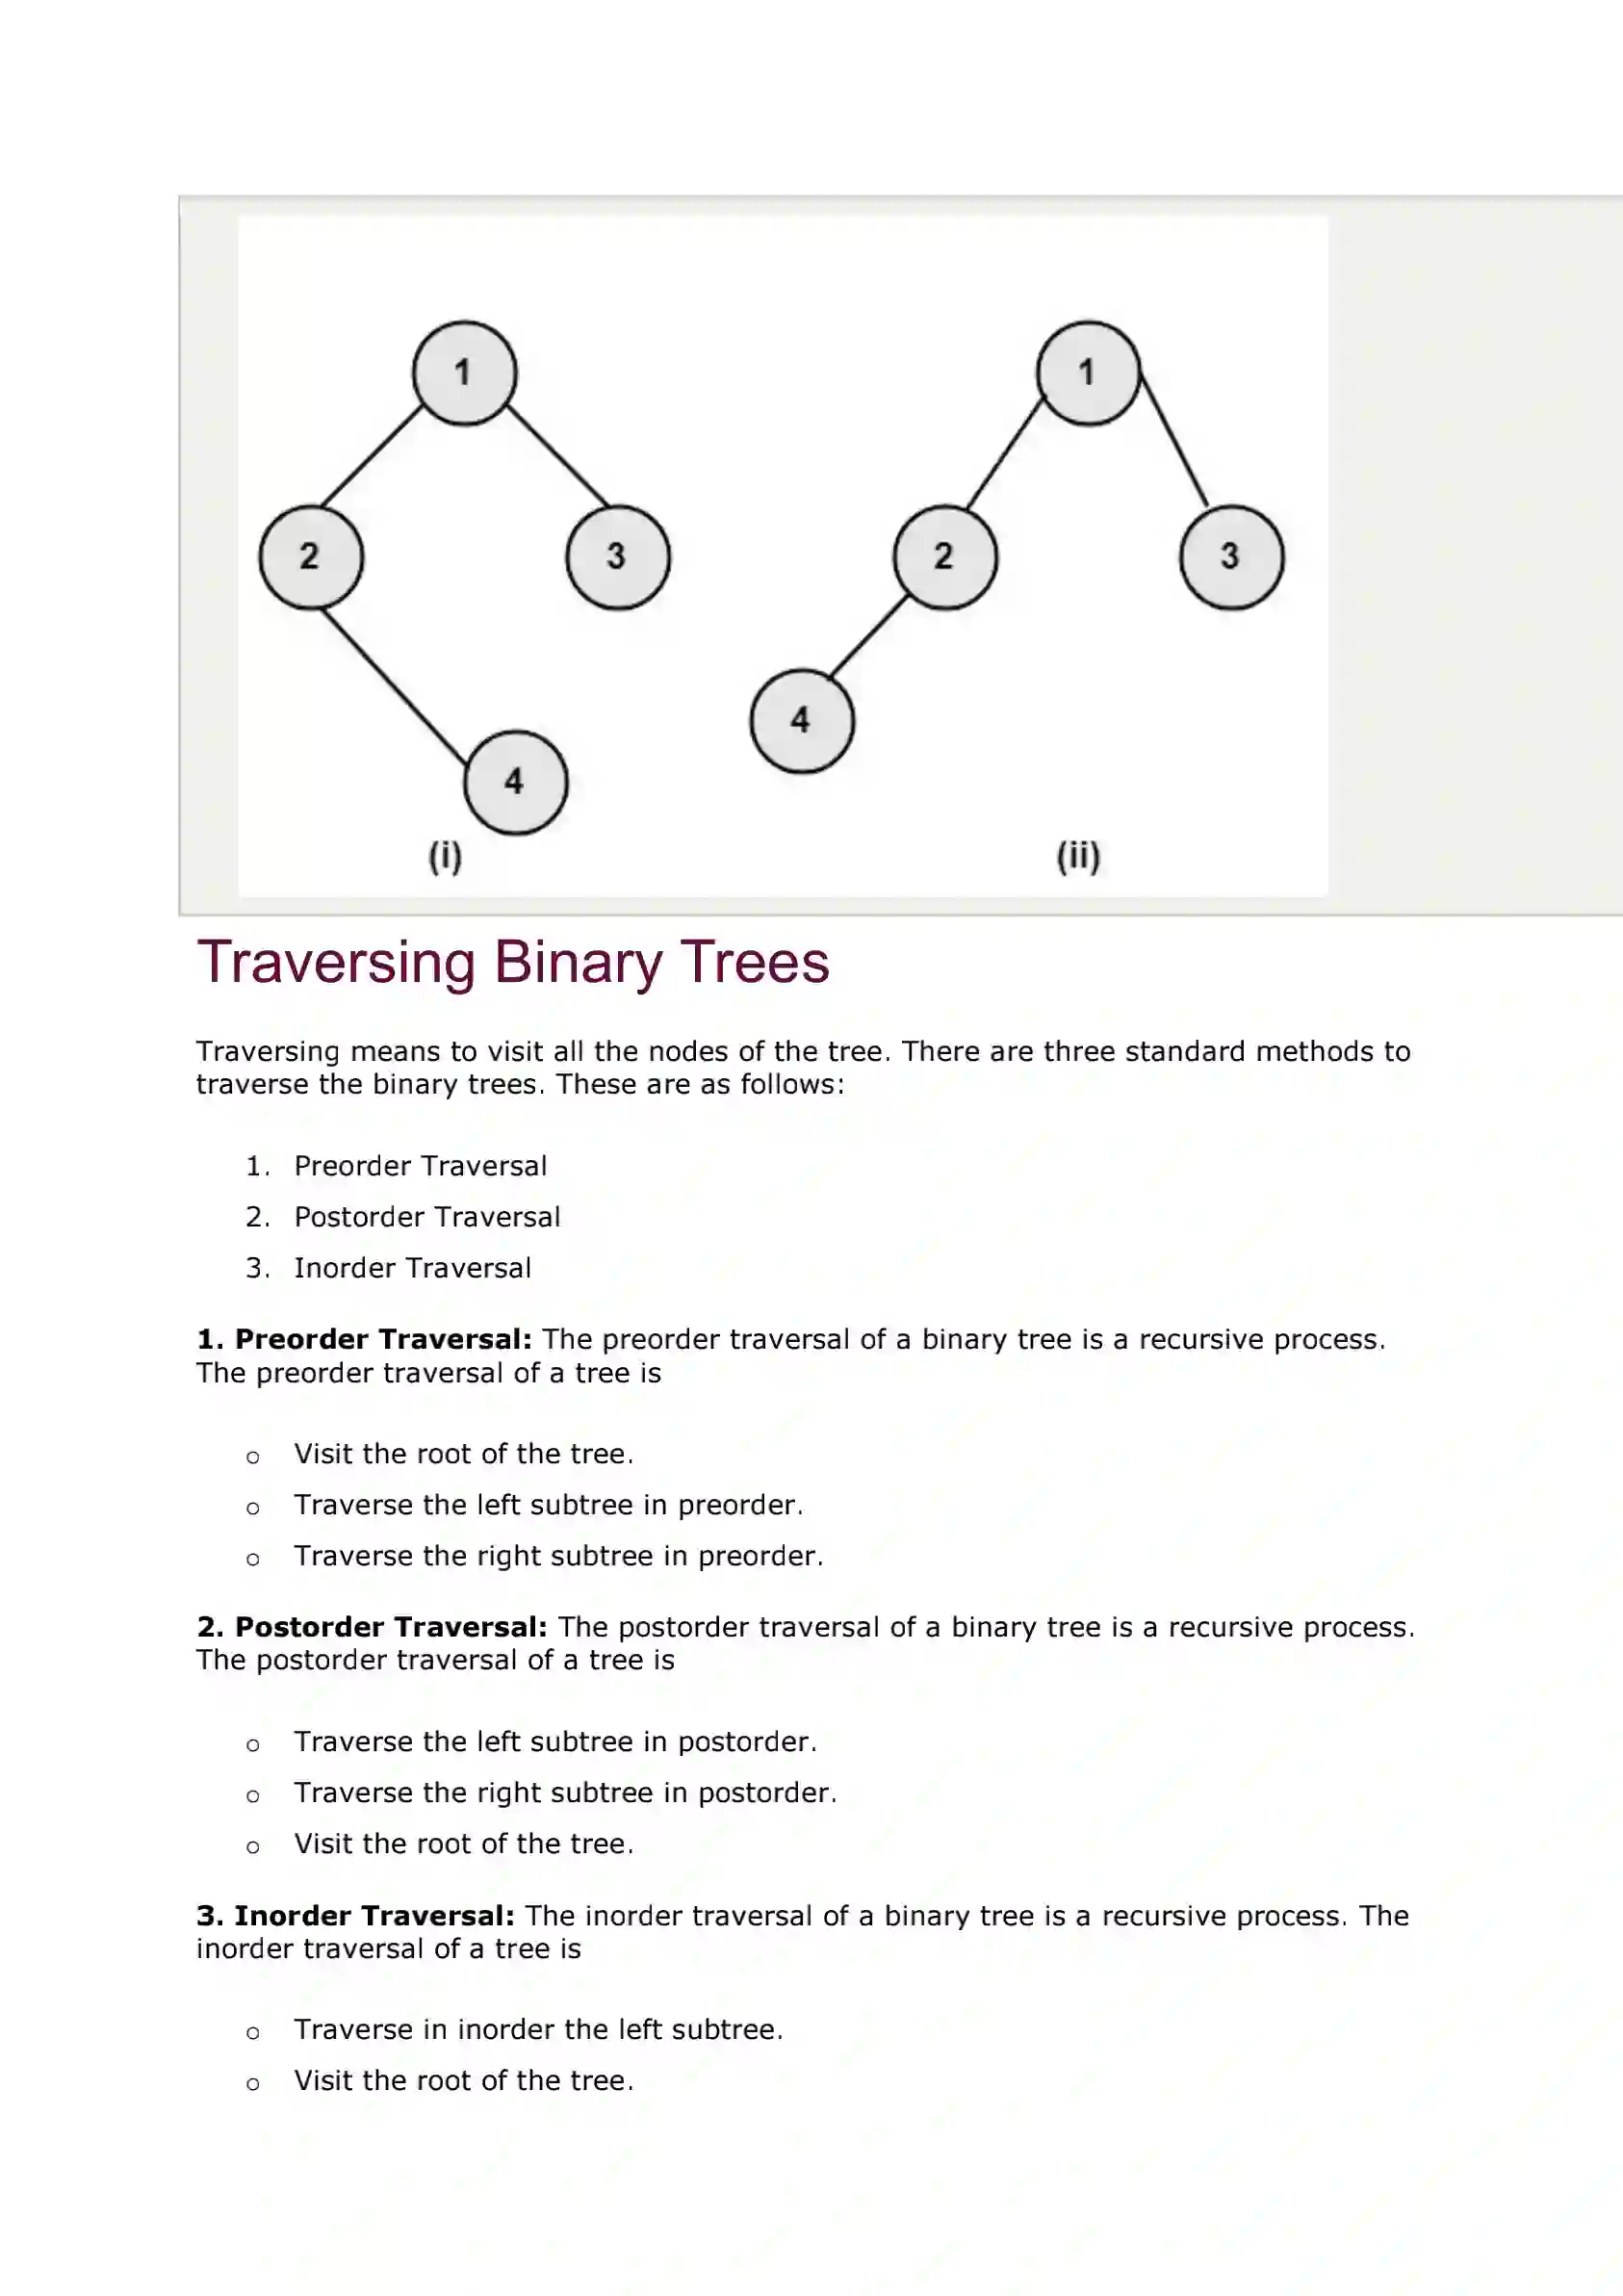 1
1
2
3
2
3
4
4
(i)
(ii)
Traversing Binary Trees
Traversing means to visit all the nodes of the tree. There are three standard methods to
traverse the binary trees. These are as follows:
1. Preorder Traversal
2. Postorder Traversal
3. Inorder Traversal
1. Preorder Traversal: The preorder traversal of a binary tree is a recursive process.
The preorder traversal of a tree is
o Visit the root of the tree.
o Traverse the left subtree in preorder.
o Traverse the right subtree in preorder.
2. Postorder Traversal: The postorder traversal of a binary tree is a recursive process.
The postorder traversal of a tree is
o Traverse the left subtree in postorder.
o Traverse the right subtree in postorder.
o Visit the root of the tree.
3. Inorder Traversal: The inorder traversal of a binary tree is a recursive process. The
inorder traversal of a tree is
o Traverse in inorder the left subtree.
o Visit the root of the tree.